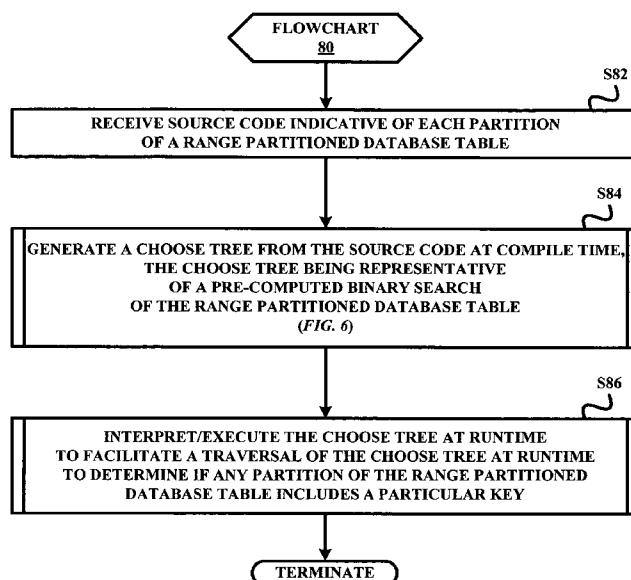 FLOWCHART
80
S82
RECEIVE SOURCE CODE INDICATIVE OF EACH PARTITION
OF A RANGE PARTITIONED DATABASE TABLE
S84
GENERATE A CHOOSE TREE FROM THE SOURCE CODE AT COMPILE TIME,
THE CHOOSE TREE BEING REPRESENTATIVE
OF A PRE-COMPUTED BINARY SEARCH
OF THE RANGE PARTITIONED DATABASE TABLE
(FIG. 6)
S86
INTERPRET/EXECUTE THE CHOOSE TREE AT RUNTIME
TO FACILITATE A TRAVERSAL OF THE CHOOSE TREE AT RUNTIME
TO DETERMINE IF ANY PARTITION OF THE RANGE PARTITIONED
DATABASE TABLE INCLUDES A PARTICULAR KEY
TERMINATE